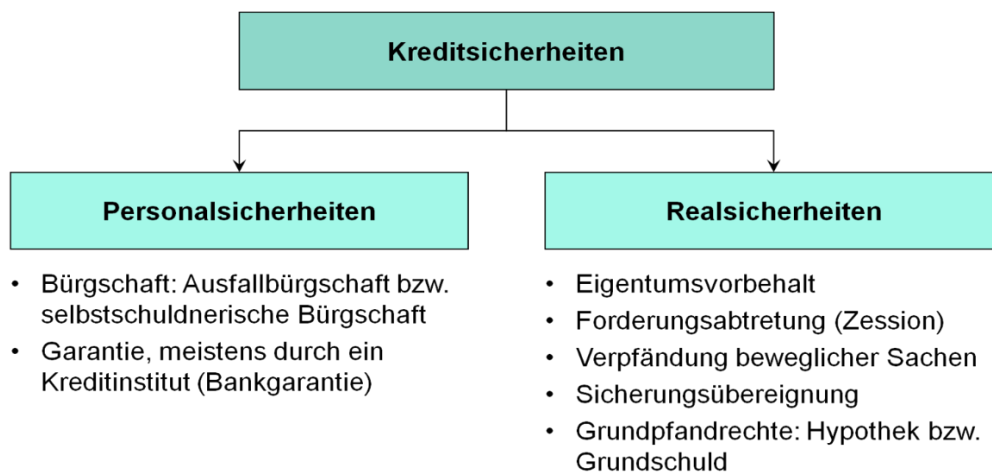 Kreditsicherheiten
Personalsicherheiten
• Bürgschaft: Ausfallbürgschaft bzw.
selbstschuldnerische Bürgschaft
• Garantie, meistens durch ein
Kreditinstitut (Bankgarantie)
Realsicherheiten
• Eigentumsvorbehalt
• Forderungsabtretung (Zession)
• Verpfändung beweglicher Sachen
• Sicherungsübereignung
• Grundpfandrechte: Hypothek bzw.
Grundschuld